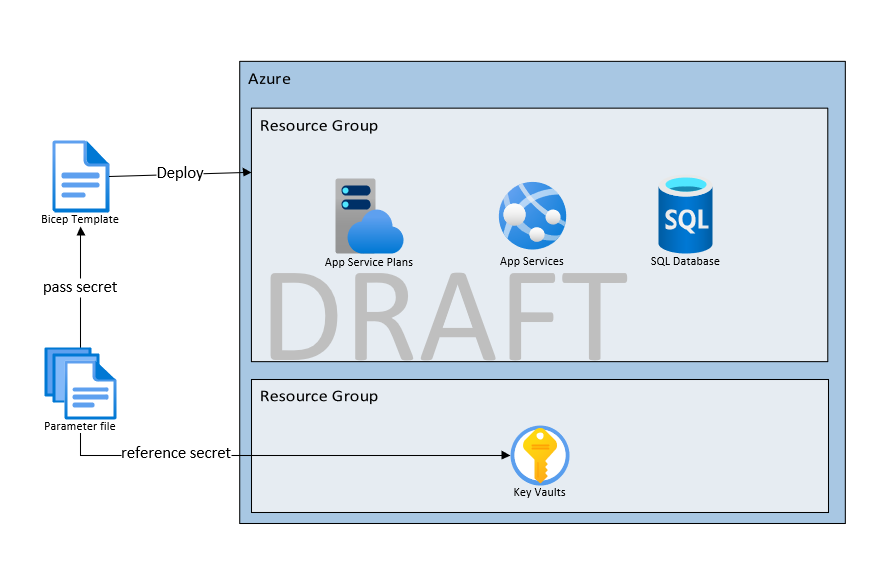 Azure
Resource Group
Deploy
Bicep Template
SQL
App Service Plans
App Services
SQL Database
pass secret
DRAFT
Resource Group
Parameter file
reference secret
Key Vaults